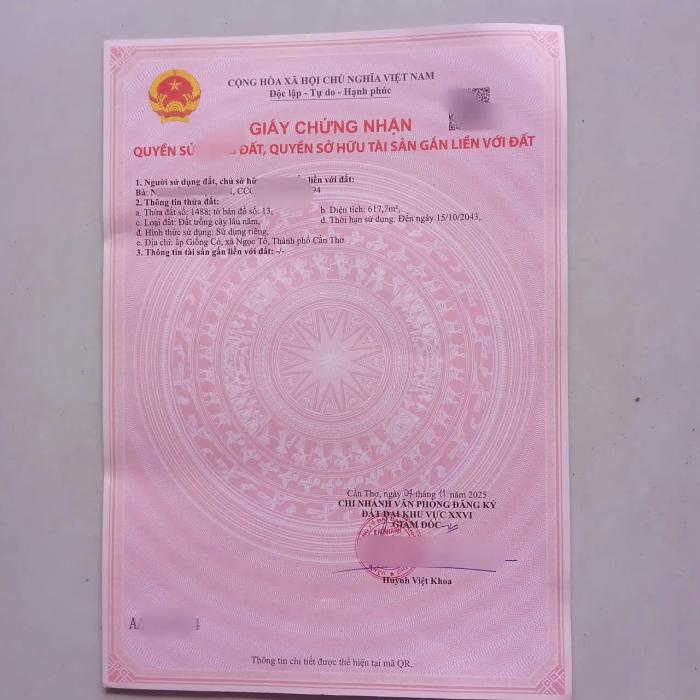 CỘNG HÒA XÃ HỘI CHỦ NGHĨA VIỆT NAM
Độc lập - Tự do - Hạnh phúc
GIẤY CHỨNG NHẬN
QUYỀN SỬ ĐẤT, QUYỀN SỞ HỮU TÀI SẢN GẮN LIỀN VỚI ĐẤT
1. Người sử dụng đất, chủ sở liền với đất:
Bà:
2. Thông tin thửa đất:
a. Thửa đất số: 1488; tờ bản đồ số: 13, b. Diện tích: 617,7m²,
c. Loại đất: Đất trồng cây lâu năm, d. Thời hạn sử dụng: Đến ngày 15/10/2043,
đ. Hình thức sử dụng: Sử dụng riêng,
e. Địa chỉ: ấp Giồng Có, xã Ngọc Tố, Thành phố Cần Thơ.
3. Thông tin tài sản gắn liền với đất: -/-
Cần Thơ, ngày 07 tháng 11 năm 2025
CHI NHÁNH VĂN PHÒNG ĐĂNG KÝ
ĐẤT ĐAI KHU VỰC XXVI
GIÁM ĐỐC
CHI NHÁNH
Huỳnh Việt Khoa
Thông tin chi tiết được thể hiện tại mã QR.